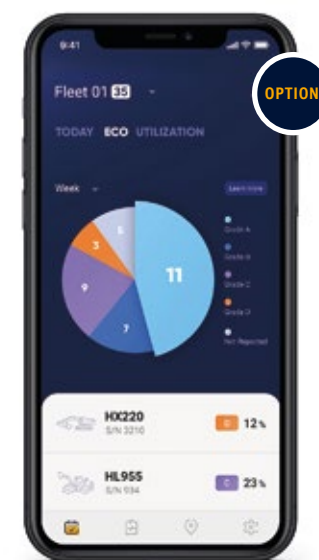 9:41
Fleet 01 35
OPTION
TODAY ECO UTILIZATION
Week
Learn more
5
3
11
9
7
Grade A
Grade B
Grade C
Grade D
Not Reported
HX220
S/N 3210
D 12%
HL955
S/N 934
C 23%